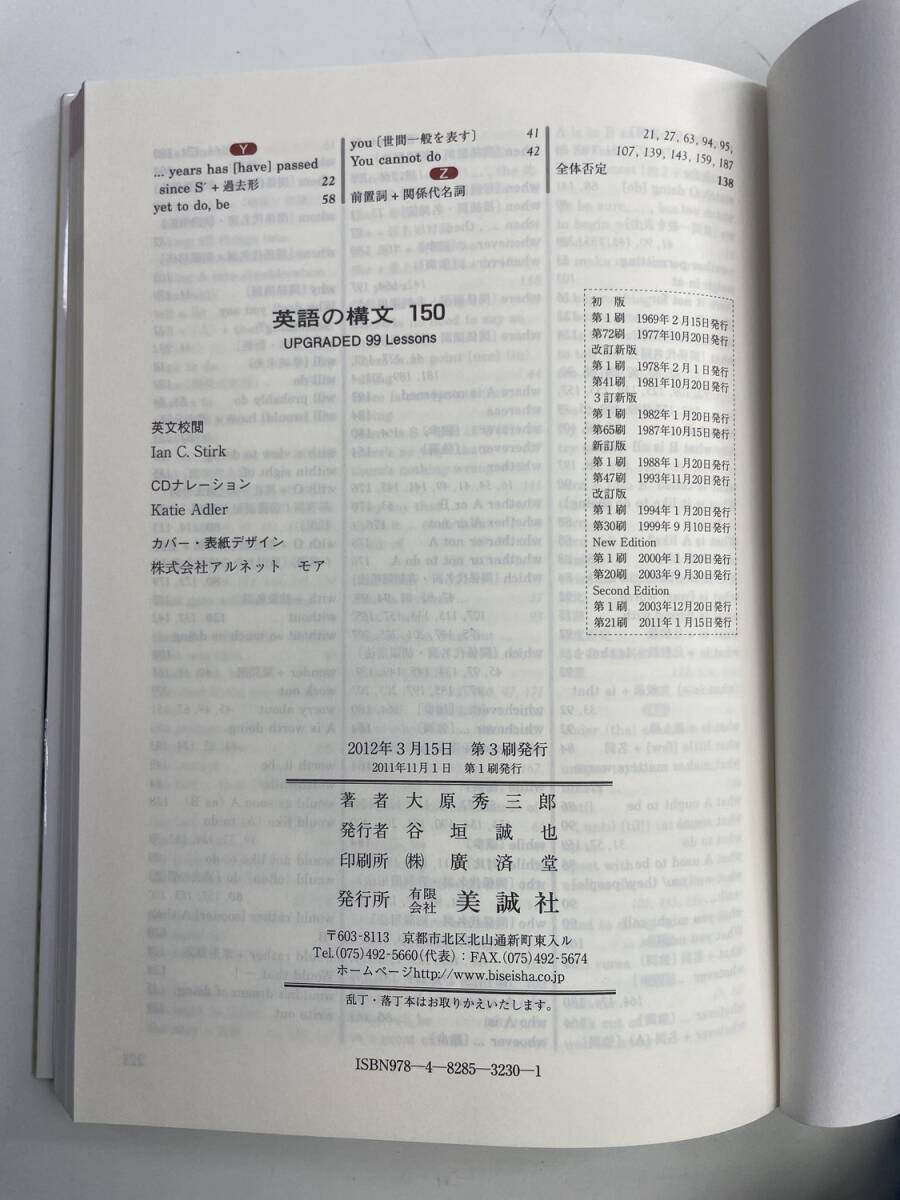 Y
... years has [have] passed
since S´ + 過去形 22
yet to do, be 58
you〔世間一般を表す〕 41
You cannot do 42
Z
前置詞 + 関係代名詞
21, 27, 63, 94, 95,
107, 139, 143, 159, 187
全体否定 138
英語の構文 150
UPGRADED 99 Lessons
英文校閲
Ian C. Stirk
CDナレーション
Katie Adler
カバー・表紙デザイン
株式会社アルネット モア
初 版
第1刷 1969年2月15日発行
第72刷 1977年10月20日発行
改訂新版
第1刷 1978年2月1日発行
第41刷 1981年10月20日発行
3訂新版
第1刷 1982年1月20日発行
第65刷 1987年10月15日発行
新訂版
第1刷 1988年1月20日発行
第47刷 1993年11月20日発行
改訂版
第1刷 1994年1月20日発行
第30刷 1999年9月10日発行
New Edition
第1刷 2000年1月20日発行
第20刷 2003年9月30日発行
Second Edition
第1刷 2003年12月20日発行
第21刷 2011年1月15日発行
2012年3月15日 第3刷発行
2011年11月1日 第1刷発行
著者 大原秀三郎
発行者 谷垣誠也
印刷所 ㈱ 廣済堂
発行所 有限会社 美誠社
〒603-8113 京都市北区北山通新町東入ル
Tel.(075)492-5660(代表)：FAX.(075)492-5674
ホームページhttp://www.biseisha.co.jp
乱丁・落丁本はお取りかえいたします。
ISBN978―4―8285―3230―1